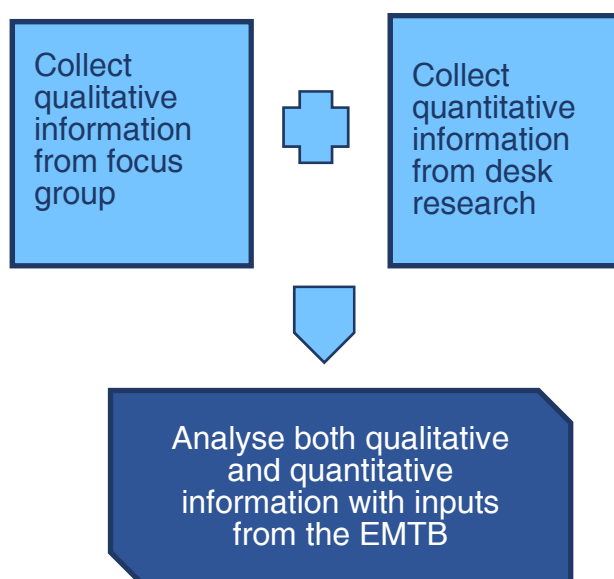 Collect
qualitative
information
from focus
group
Collect
quantitative
information
from desk
research
Analyse both qualitative
and quantitative
information with inputs
from the EMTB